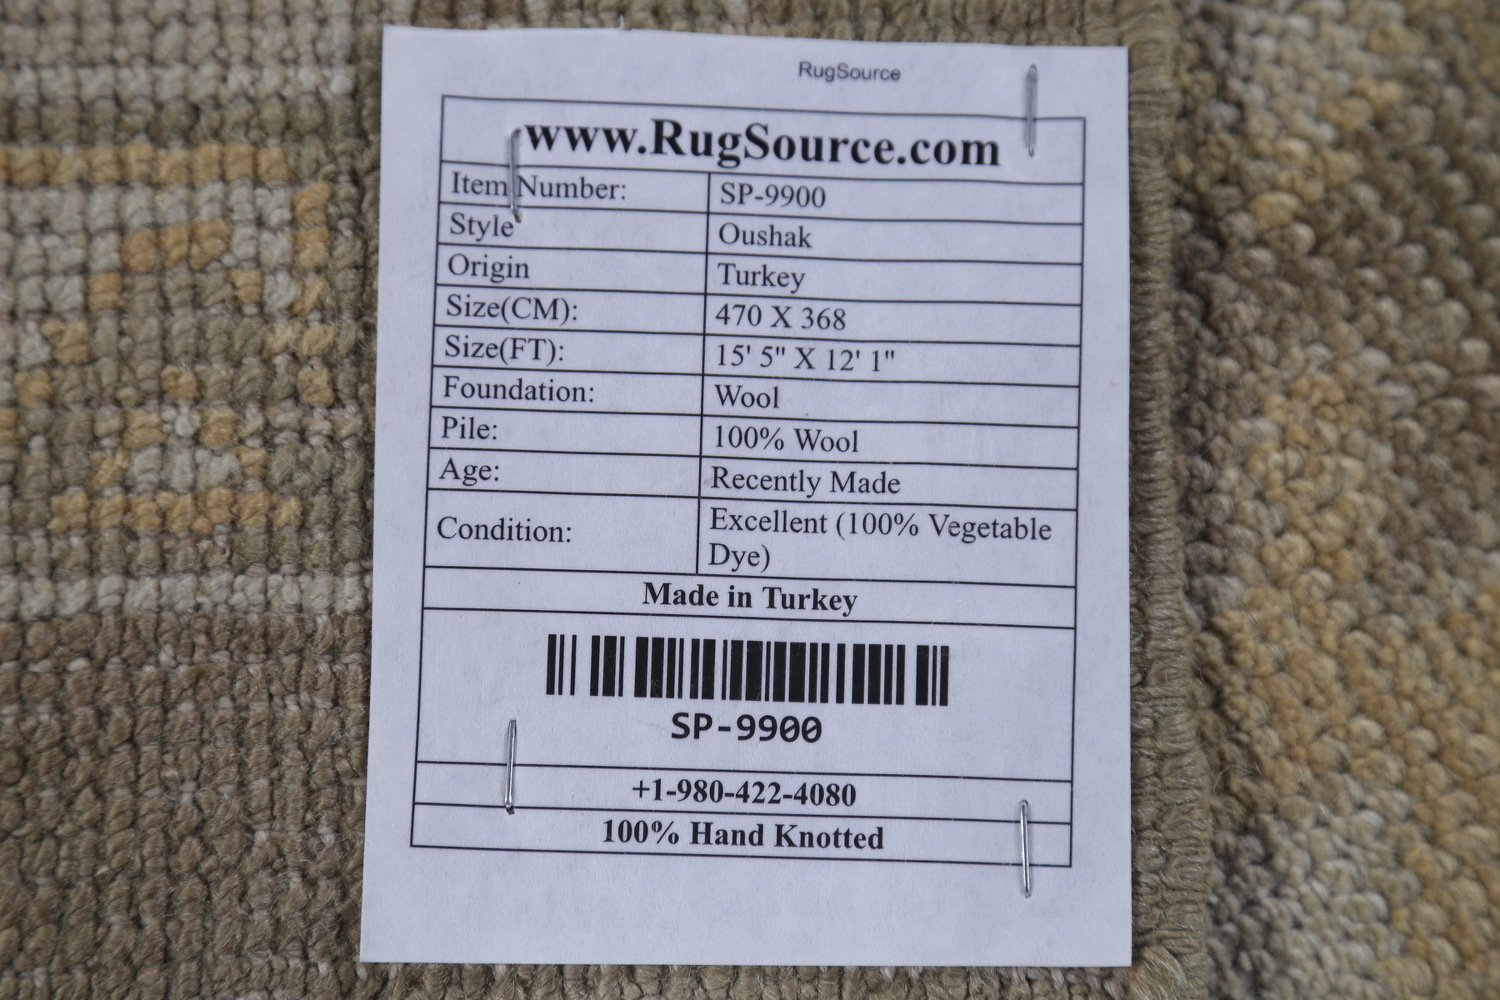 RugSource
www.RugSource.com
Item Number: SP-9900
Style Oushak
Origin Turkey
Size(CM): 470 X 368
Size(FT): 15' 5" X 12' 1"
Foundation: Wool
Pile: 100% Wool
Age: Recently Made
Condition: Excellent (100% Vegetable
Dye)
Made in Turkey
SP-9900
+1-980-422-4080
100% Hand Knotted